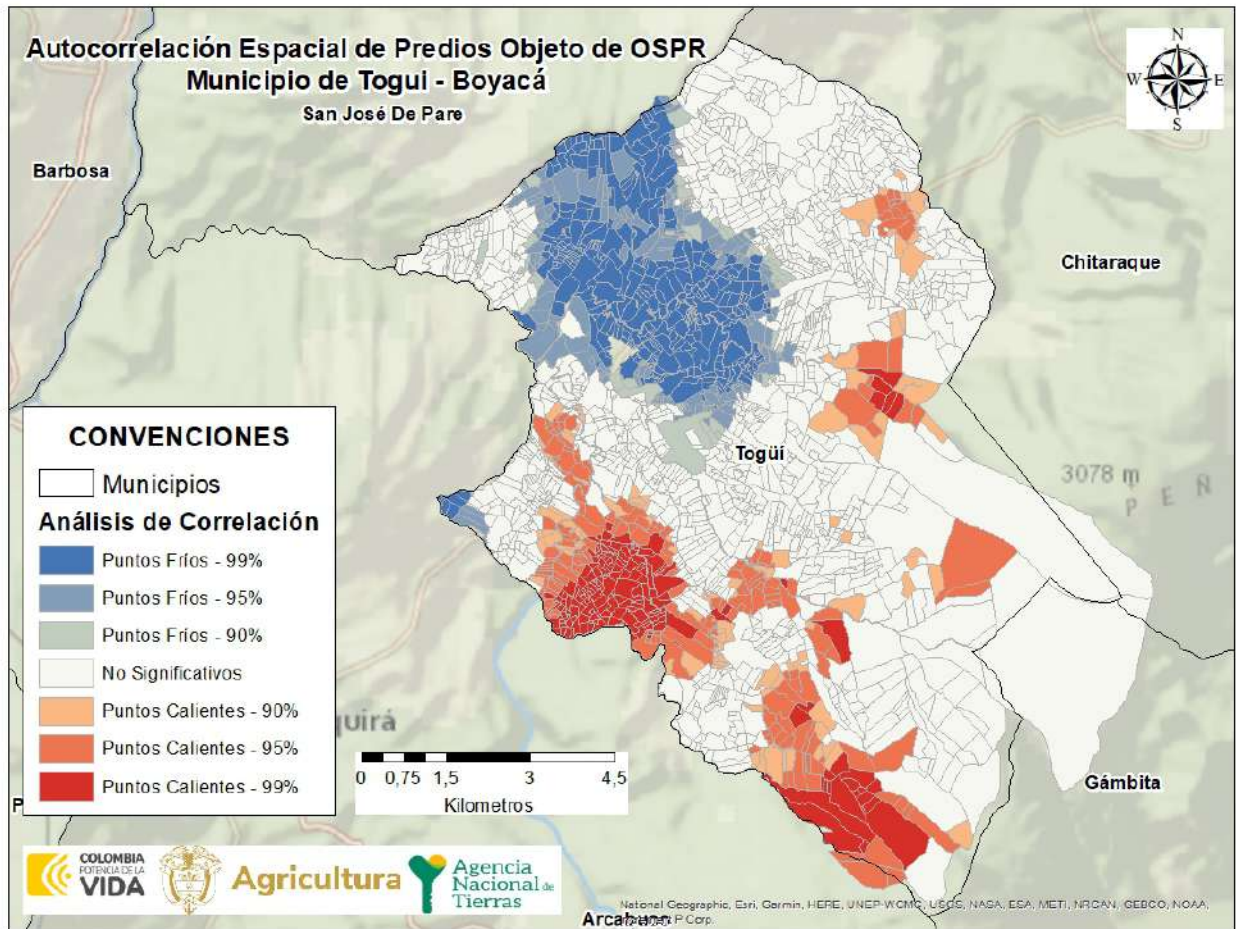 Autocorrelación Espacial de Predios Objeto de OSPR
Municipio de Togui - Boyacá
San José De Pare
N
W
E
S
Barbosa
Chitaraque
Togüí
3078 m
P E Ñ
CONVENCIONES
Municipios
Análisis de Correlación
Puntos Fríos - 99%
Puntos Fríos - 95%
Puntos Fríos - 90%
No Significativos
Puntos Calientes - 90%
Puntos Calientes - 95%
Puntos Calientes - 99%
quirá
0 0,75 1,5 3 4,5
Kilometros
P
Gámbita
COLOMBIA
POTENCIA DE LA
VIDA
Agricultura
Agencia
Nacional de
Tierras
National Geographic, Esri, Garmin, HERE, UNEP-WCMC, USGS, NASA, ESA, METI, NRCAN, GEBCO, NOAA,
P Corp.